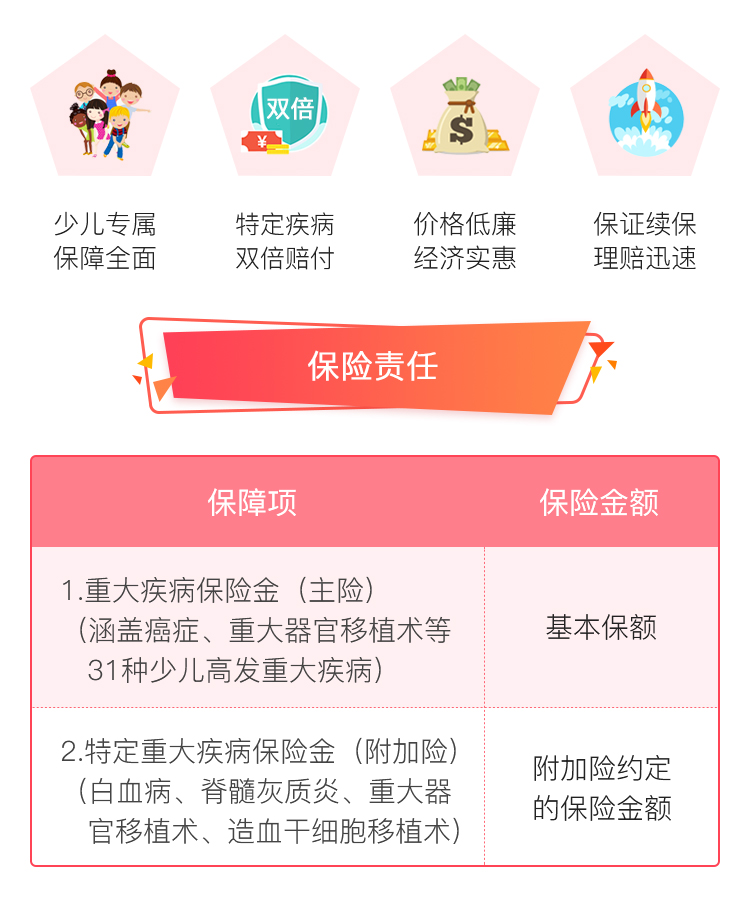 双倍
¥
$
少儿专属
保障全面
特定疾病
双倍赔付
价格低廉
经济实惠
保证续保
理赔迅速
保险责任
保障项
保险金额
1.重大疾病保险金（主险）
（涵盖癌症、重大器官移植术等
31种少儿高发重大疾病）
基本保额
2.特定重大疾病保险金（附加险）
（白血病、脊髓灰质炎、重大器
官移植术、造血干细胞移植术）
附加险约定
的保险金额